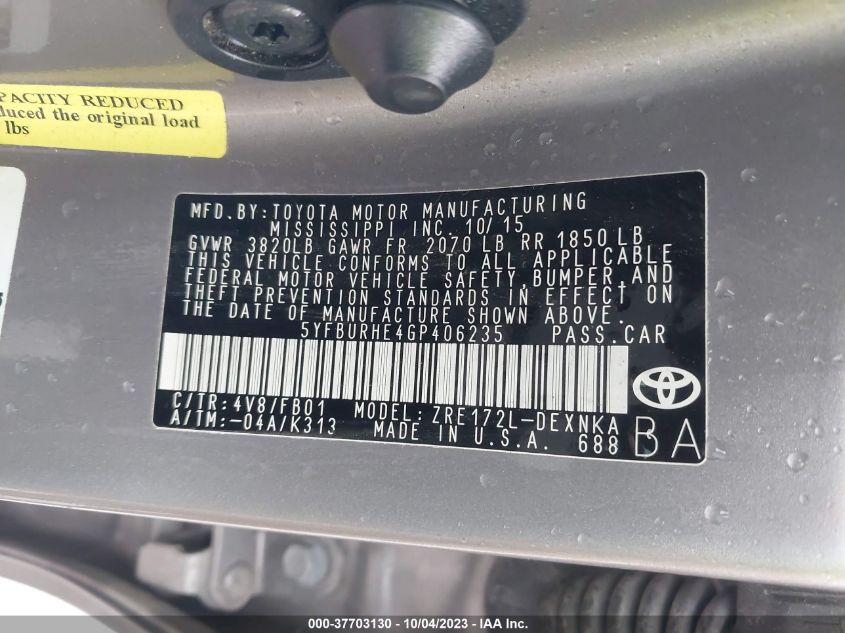 PACITY REDUCED
duced the original load
lbs
MFD.BY:TOYOTA MOTOR MANUFACTURING
MISSISSIPPI INC. 10/15
GVWR 3820LB GAWR FR 2070 LB RR 1850 LB
THIS VEHICLE CONFORMS TO ALL APPLICABLE
FEDERAL MOTOR VEHICLE SAFETY,BUMPER,AND
THEFT PREVENTION STANDARDS IN EFFECT ON
THE DATE OF MANUFACTURE SHOWN ABOVE.
5YFBURHE4GP406235 PASS.CAR
C/TR:4V8/FB01 MODEL:ZRE172L-DEXNKA
A/TM:-04A/K313 MADE IN U.S.A. 688 BA
000-37703130 - 10/04/2023 - IAA Inc.